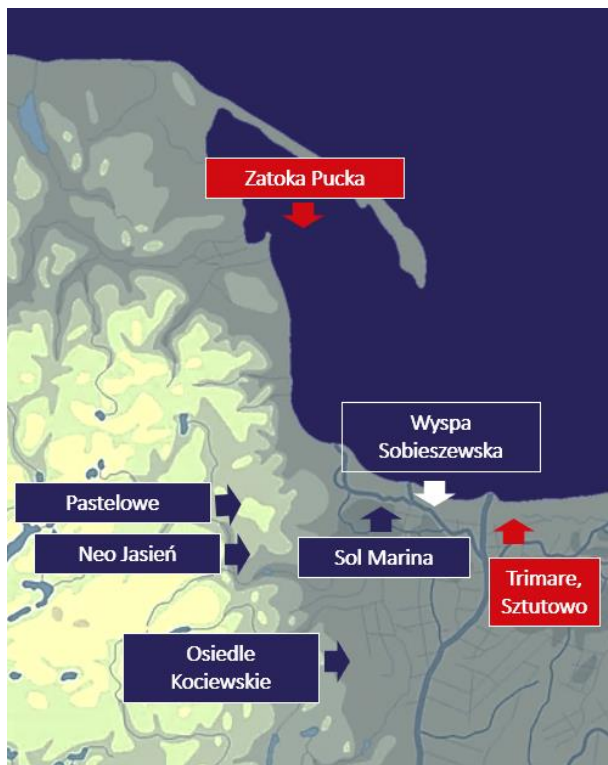 Zatoka Pucka
Wyspa
Sobieszewska
Pastelowe
Neo Jasień
Sol Marina
Trimare,
Sztutowo
Osiedle
Kociewskie